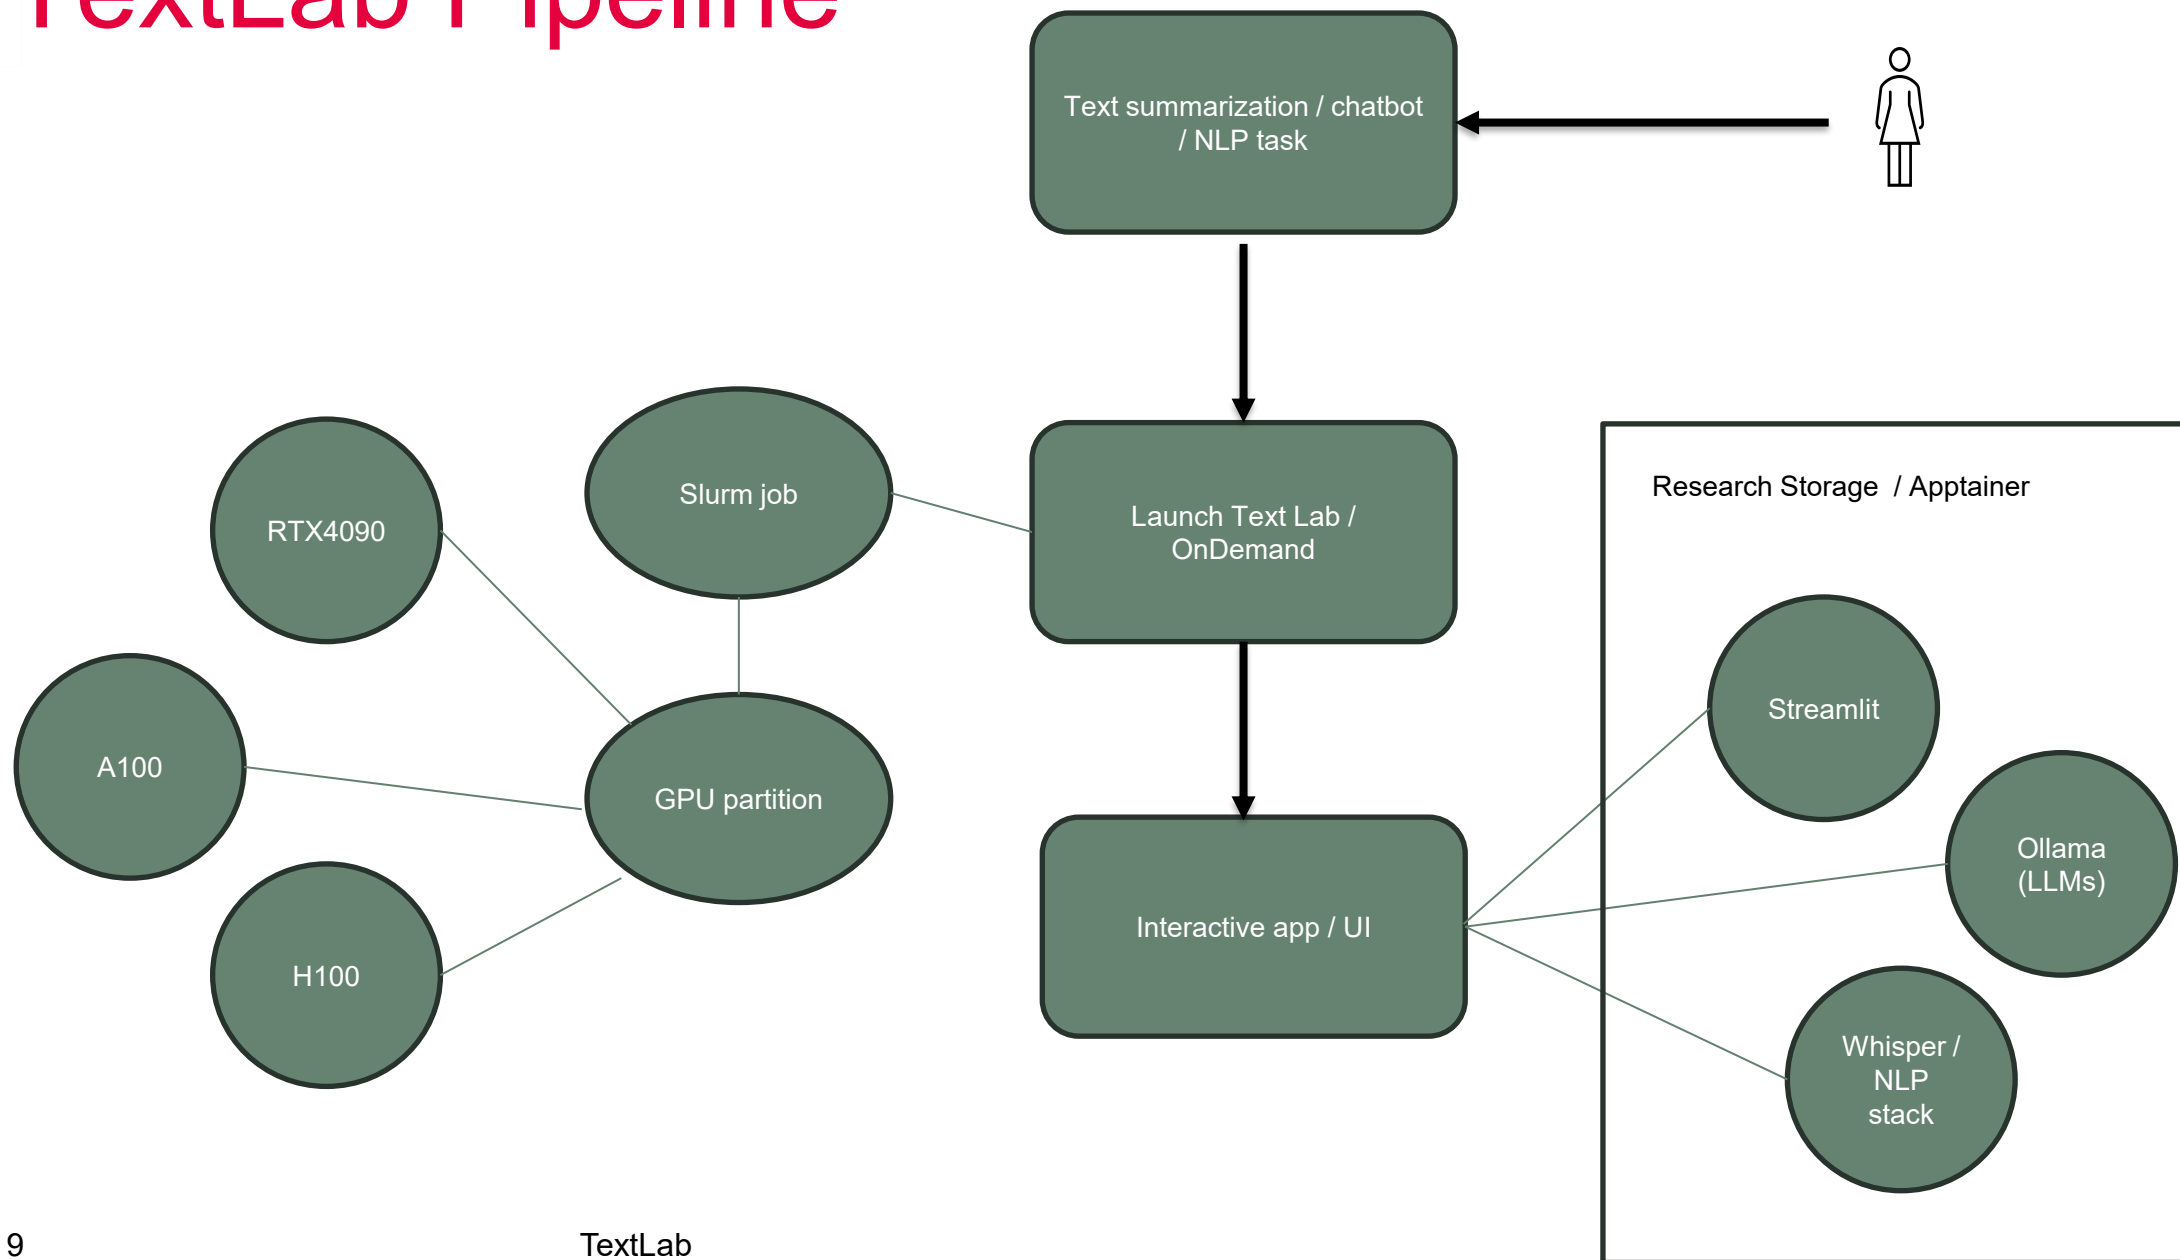 TextLab Pipeline
Text summarization / chatbot
/ NLP task
Slurm job
Launch Text Lab /
OnDemand
RTX4090
A100
GPU partition
H100
Interactive app / UI
Research Storage / Apptainer
Streamlit
Ollama
(LLMs)
Whisper /
NLP
stack
9
TextLab